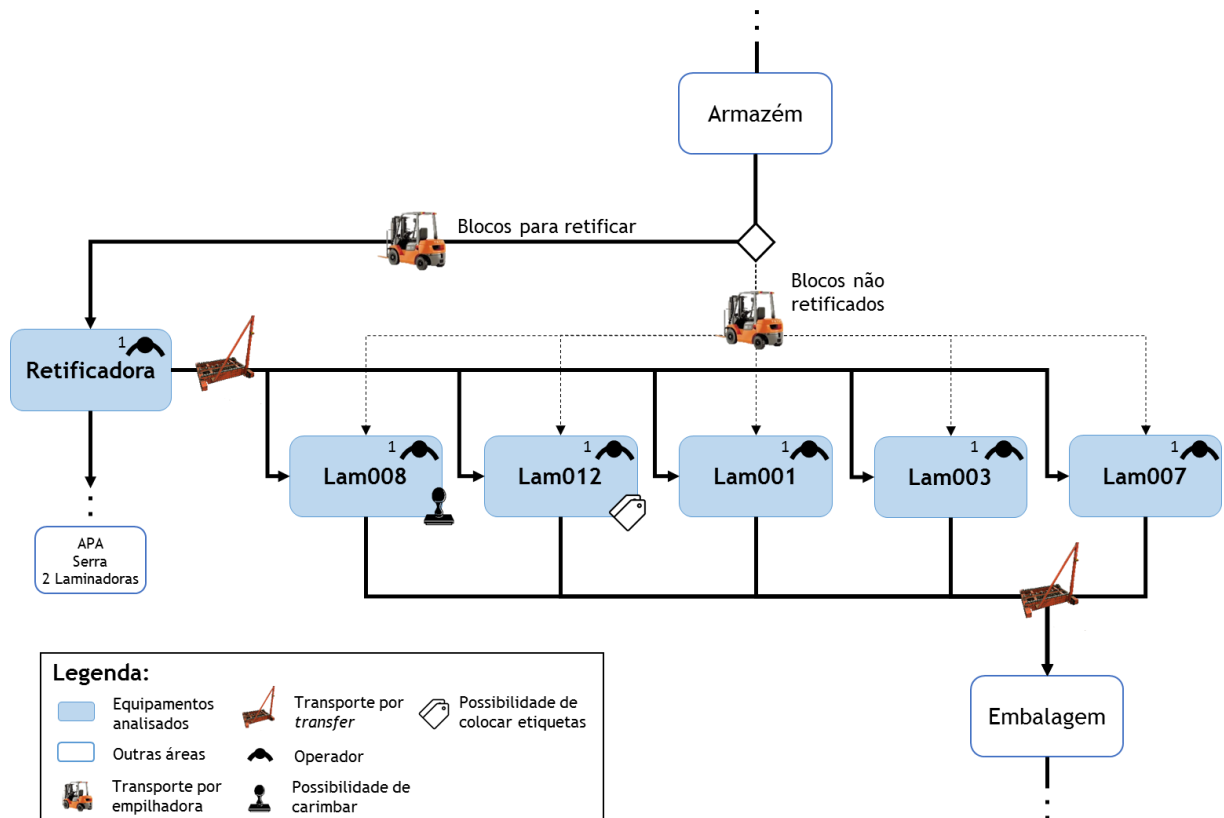 Armazém
Blocos para retificar
Blocos não
retificados
1
Retificadora
1
Lam008
1
Lam012
1
Lam001
1
Lam003
1
Lam007
APA
Serra
2 Laminadoras
Embalagem
Legenda:
Equipamentos
analisados
Transporte por
transfer
Possibilidade de
colocar etiquetas
Outras áreas
Operador
Transporte por
empilhadora
Possibilidade de
carimbar